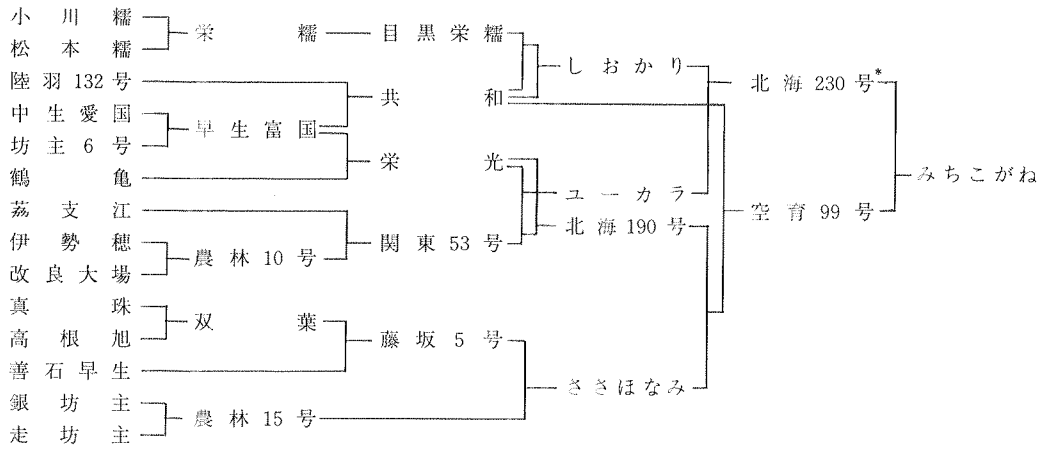 小川糯
松本糯
陸羽132号
中生愛国
坊主6号
鶴亀
茘支江
伊勢穂
改良大場
真珠
高根旭
善石早生
銀坊主
走坊主
栄糯
早生富国
農林10号
双葉
農林15号
目黒栄糯
共和
栄光
関東53号
藤坂5号
しおかり
ユーカラ
北海190号
ささほなみ
北海230号*
空育99号
みちこがね